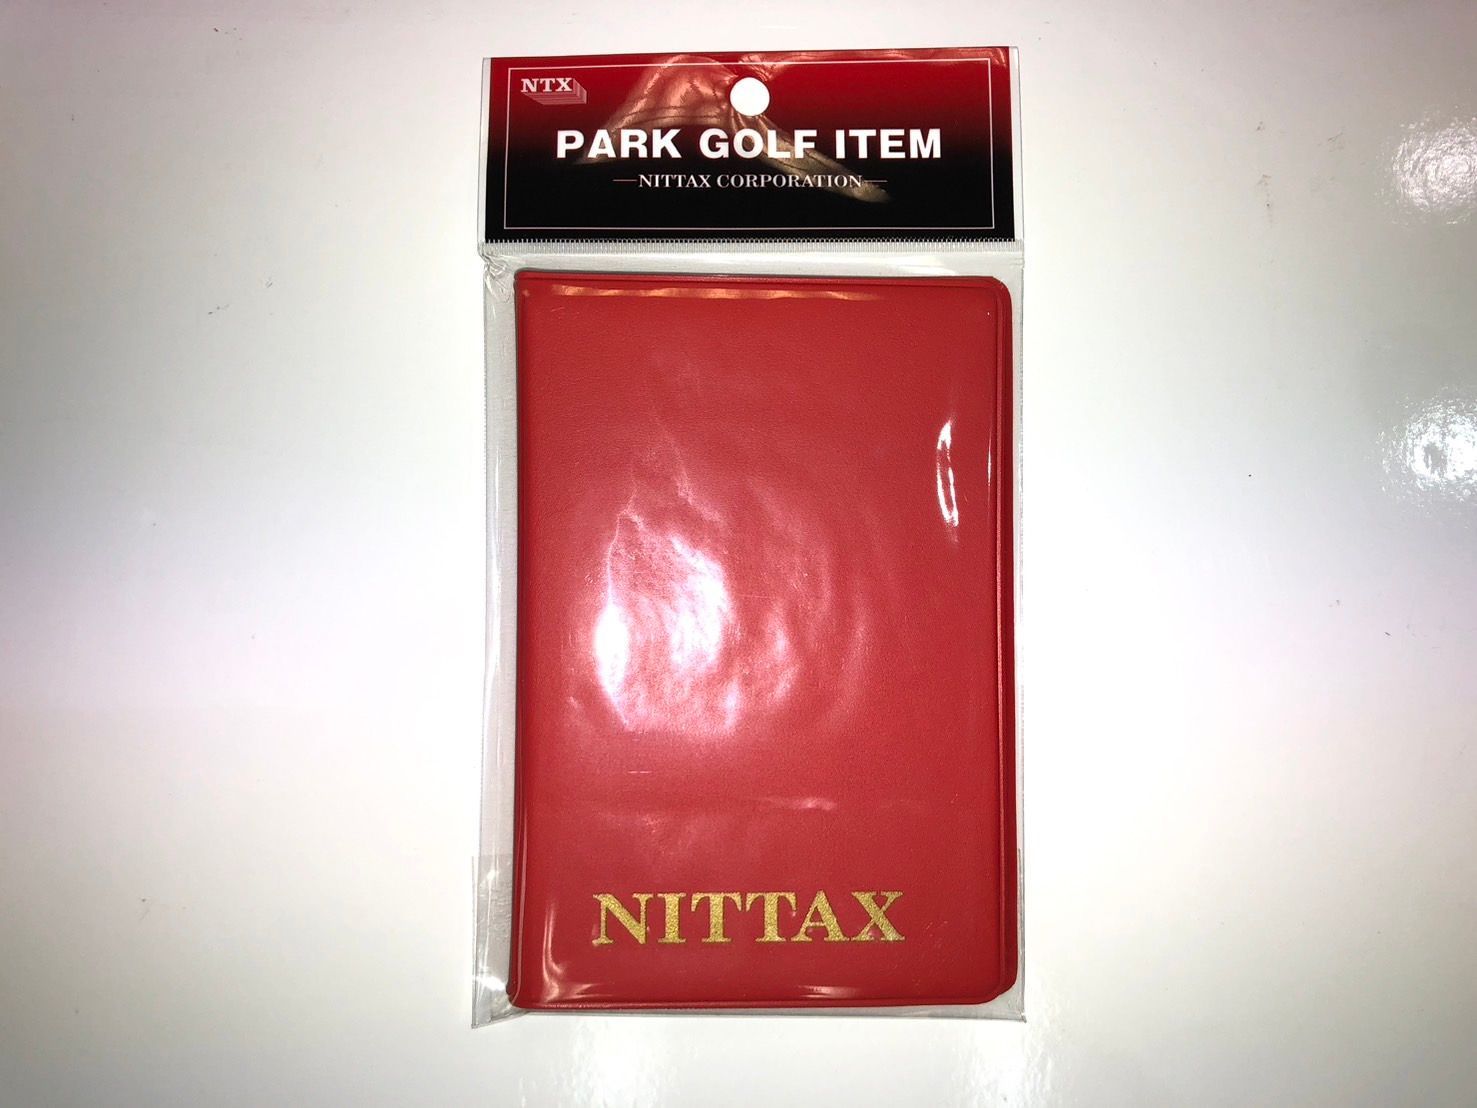 NTX
PARK GOLF ITEM
NITTAX CORPORATION
NITTAX